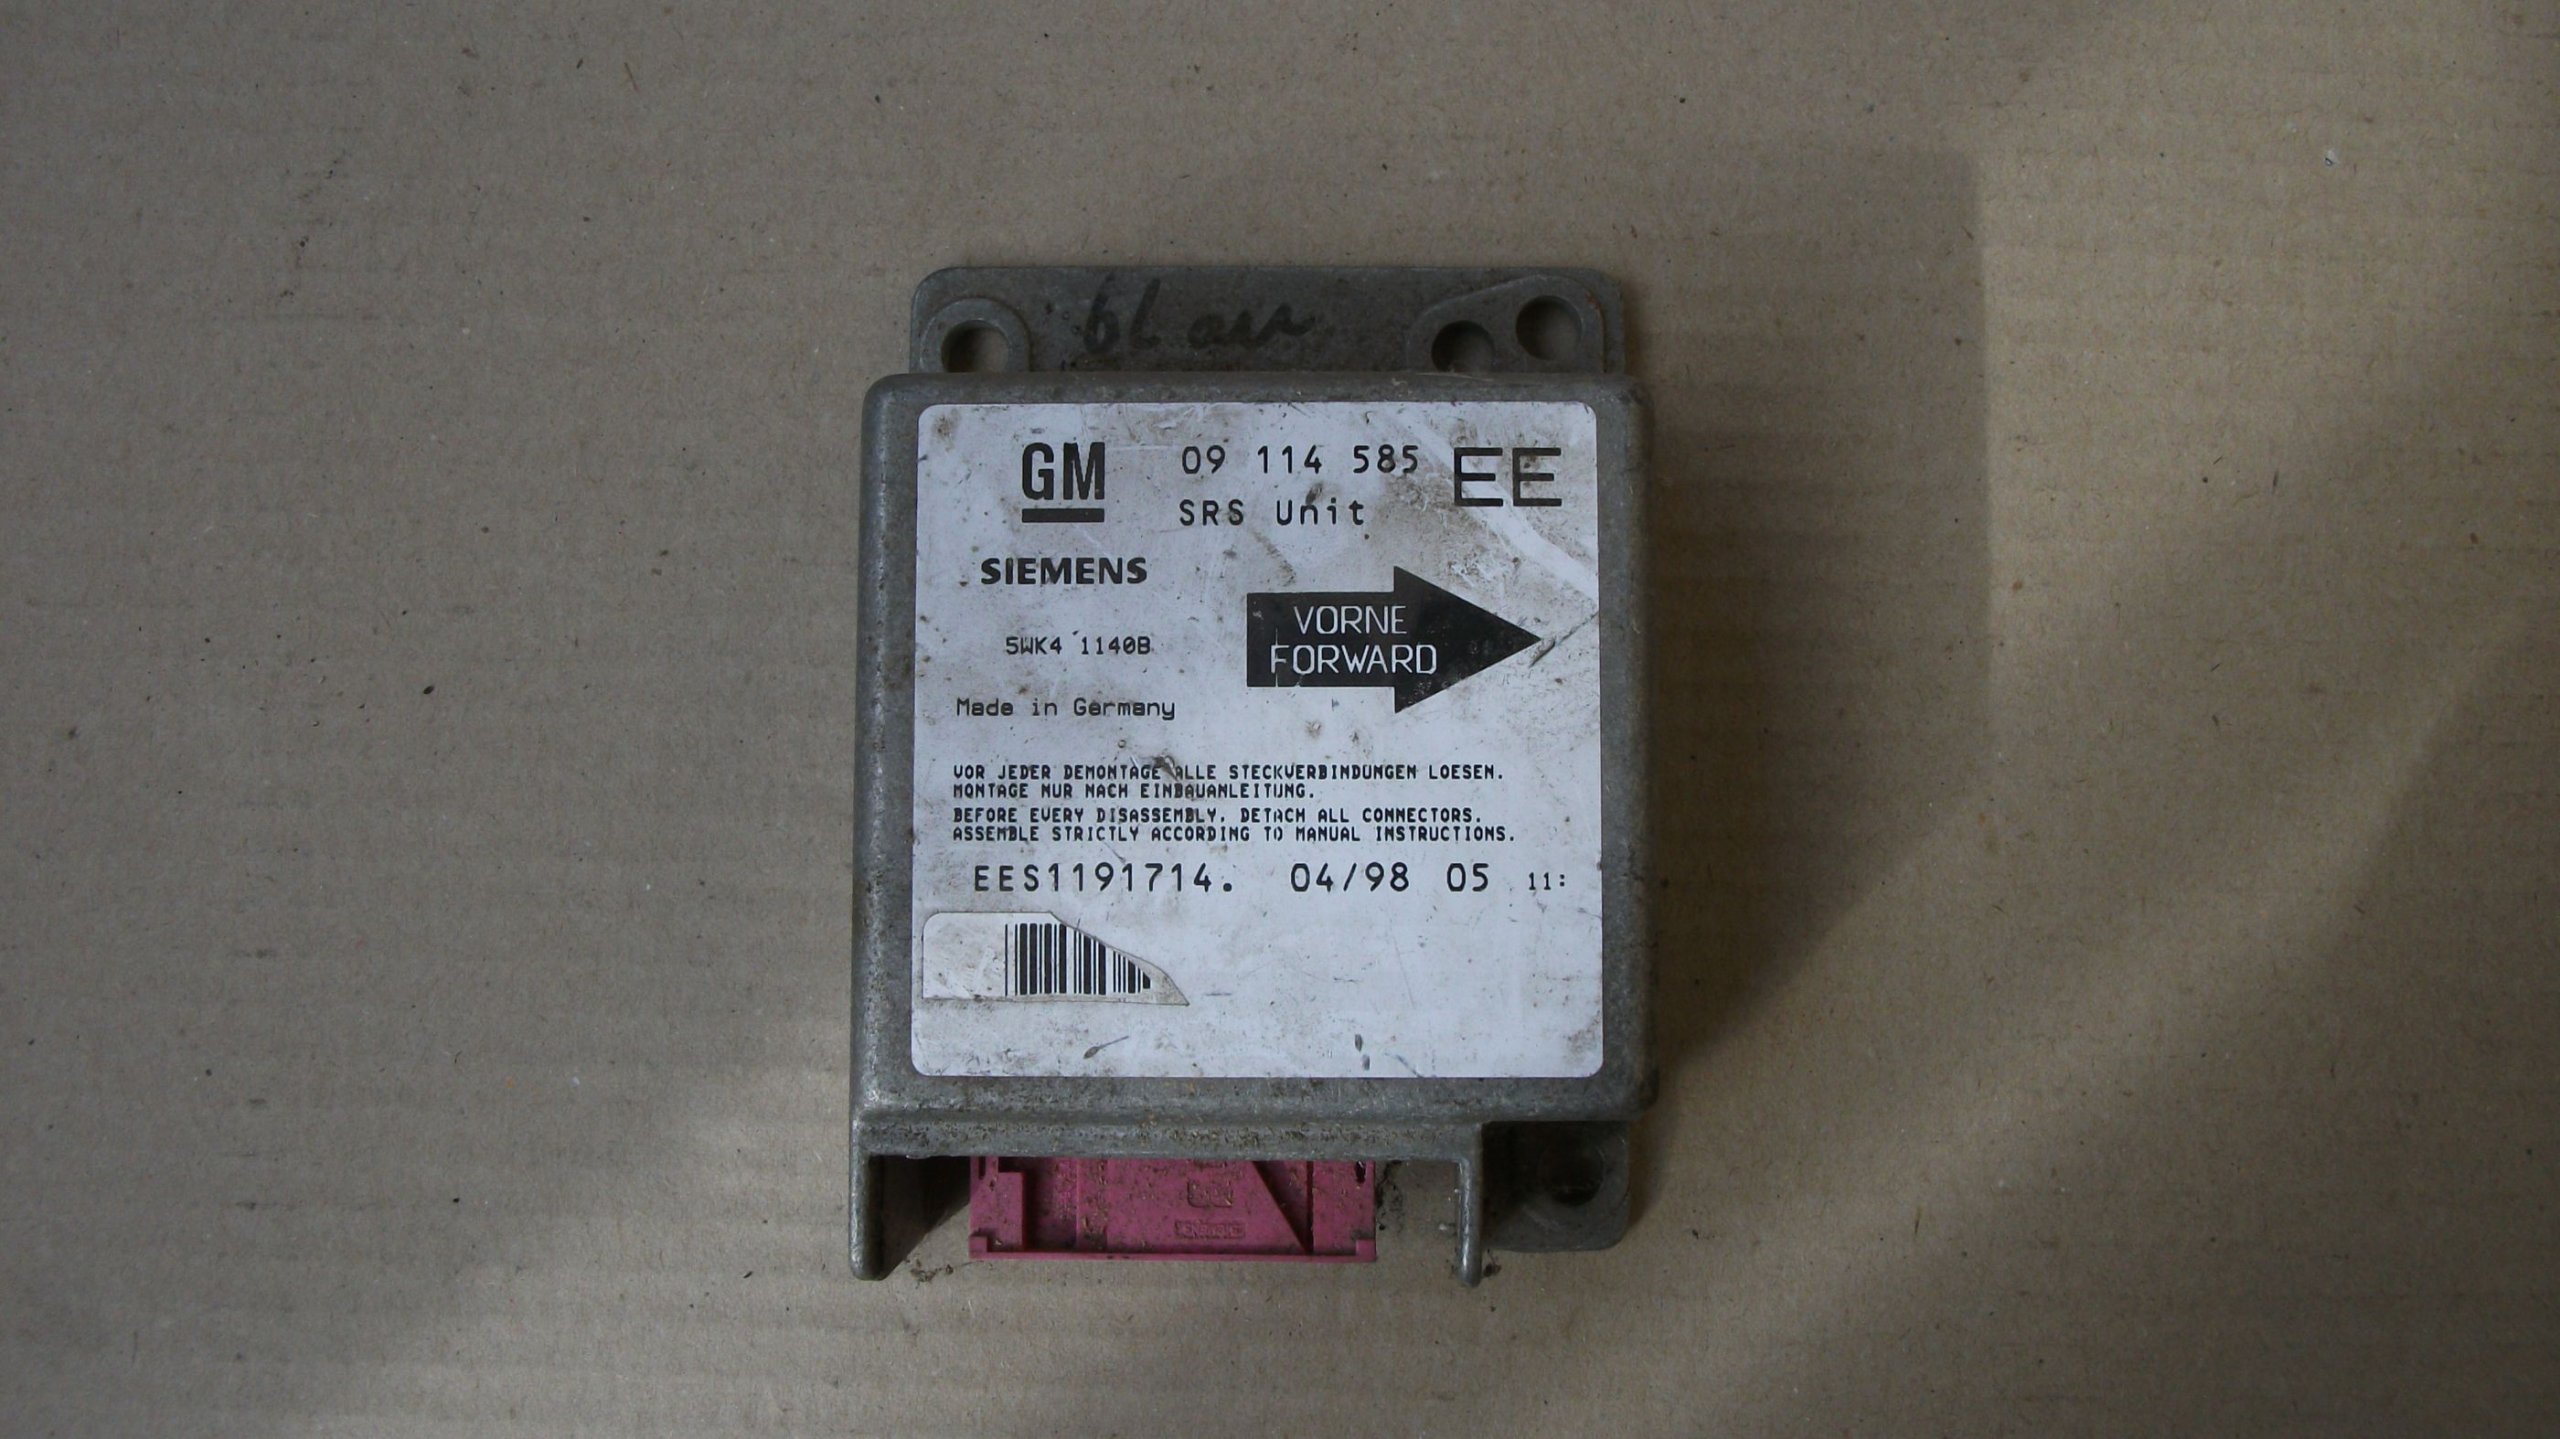 GM 09 114 585 EE
SRS Unit
SIEMENS
VORNE
FORWARD
5WK4 1140B
Made in Germany
VOR JEDER DEMONTAGE ALLE STECKVERBINDUNGEN LOESEN.
MONTAGE NUR NACH EINBAUANLEITUNG.
BEFORE EVERY DISASSEMBLY, DETACH ALL CONNECTORS.
ASSEMBLE STRICTLY ACCORDING TO MANUAL INSTRUCTIONS.
EES1191714. 04/98 05 11: